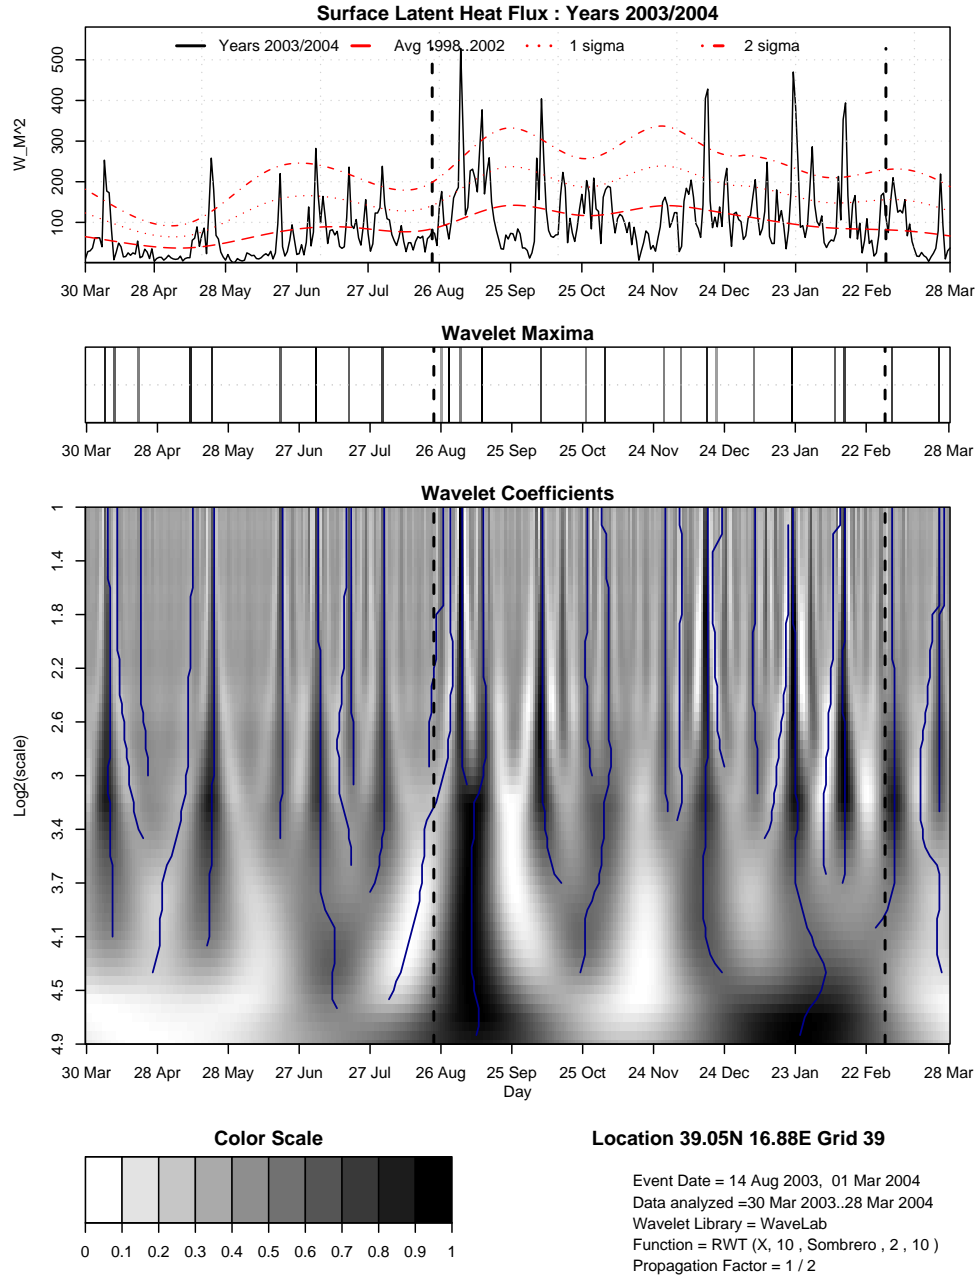 Surface Latent Heat Flux : Years 2003/2004
Years 2003/2004 Avg 1998..2002 1 sigma 2 sigma
W_M^2
100 200 300 400 500
30 Mar 28 Apr 28 May 27 Jun 27 Jul 26 Aug 25 Sep 25 Oct 24 Nov 24 Dec 23 Jan 22 Feb 28 Mar
Wavelet Maxima
30 Mar 28 Apr 28 May 27 Jun 27 Jul 26 Aug 25 Sep 25 Oct 24 Nov 24 Dec 23 Jan 22 Feb 28 Mar
Wavelet Coefficients
Log2(scale)
1 1.4 1.8 2.2 2.6 3 3.4 3.7 4.1 4.5 4.9
30 Mar 28 Apr 28 May 27 Jun 27 Jul 26 Aug 25 Sep 25 Oct 24 Nov 24 Dec 23 Jan 22 Feb 28 Mar
Day
Color Scale
0 0.1 0.2 0.3 0.4 0.5 0.6 0.7 0.8 0.9 1
Location 39.05N 16.88E Grid 39
Event Date = 14 Aug 2003, 01 Mar 2004
Data analyzed =30 Mar 2003..28 Mar 2004
Wavelet Library = WaveLab
Function = RWT (X, 10 , Sombrero , 2 , 10 )
Propagation Factor = 1 / 2